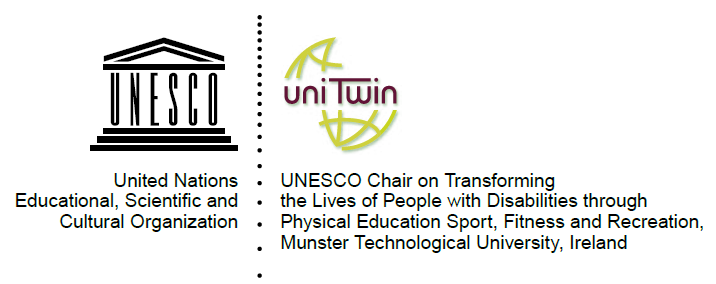 UNESCO
United Nations
Educational, Scientific and
Cultural Organization
uniTwin
UNESCO Chair on Transforming
the Lives of People with Disabilities through
Physical Education Sport, Fitness and Recreation,
Munster Technological University, Ireland